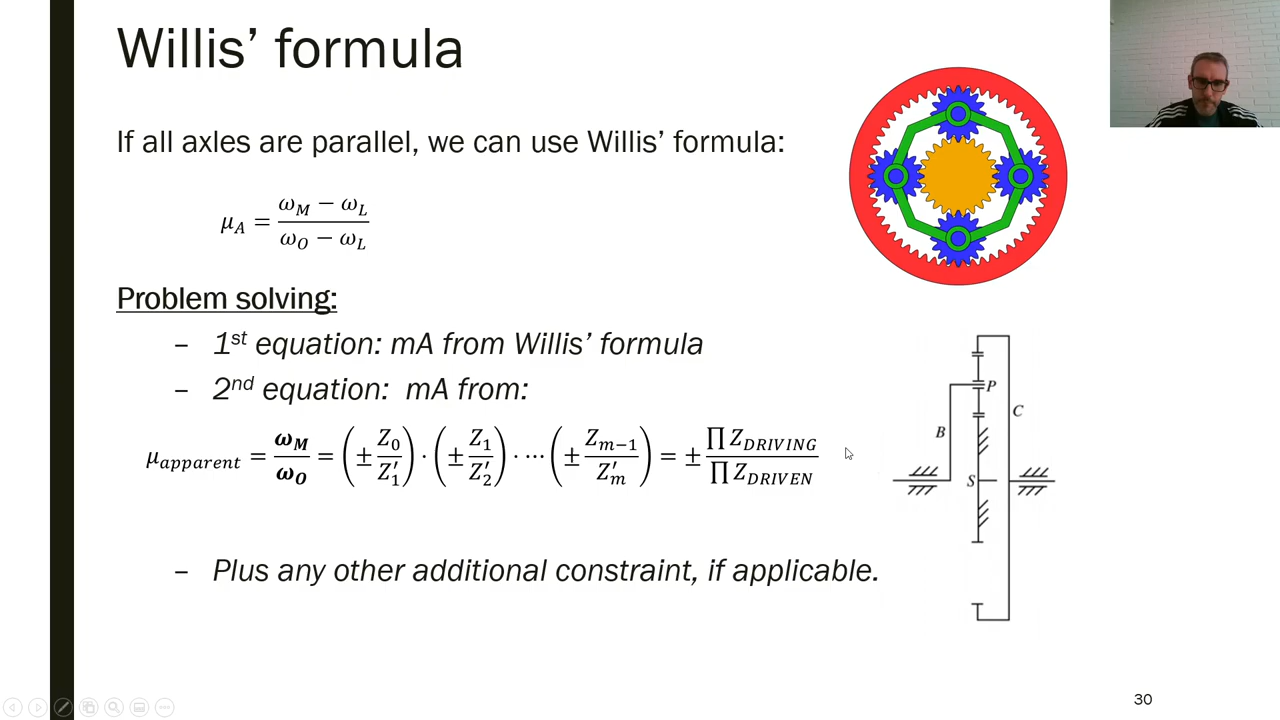 Willis’ formula
If all axles are parallel, we can use Willis’ formula:
μ_A = (ω_M − ω_L) / (ω_O − ω_L)
Problem solving:
– 1st equation: mA from Willis’ formula
– 2nd equation: mA from:
μ_apparent = ω_M / ω_O = (± Z_0 / Z′_1) · (± Z_1 / Z′_2) · ⋯ (± Z_{m−1} / Z′_m) = ± ∏ Z_DRIVING / ∏ Z_DRIVEN
– Plus any other additional constraint, if applicable.
P
C
B
S
30